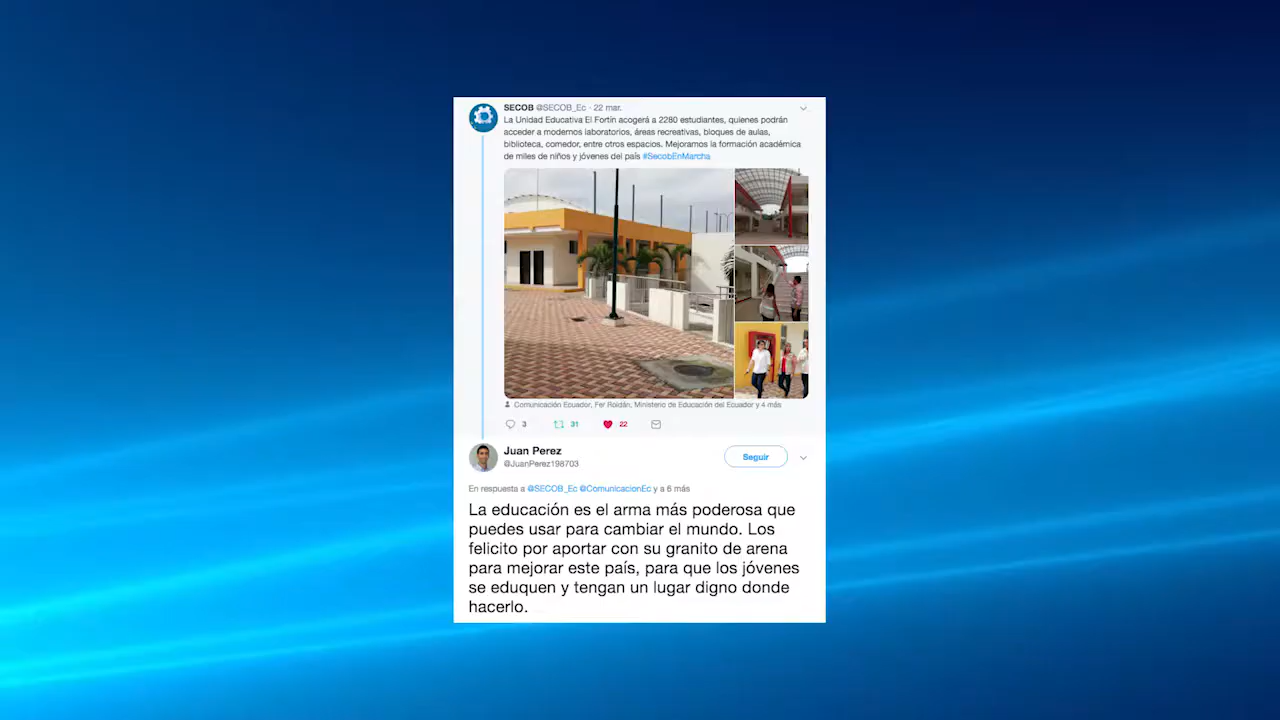 SECOB @SECOB_Ec · 22 mar.
La Unidad Educativa El Fortín acogerá a 2280 estudiantes, quienes podrán
acceder a modernos laboratorios, áreas recreativas, bloques de aulas,
biblioteca, comedor, entre otros espacios. Mejoramos la formación académica
de miles de niños y jóvenes del país #SecobEnMarcha
Comunicación Ecuador, Fer Roldán, Ministerio de Educación del Ecuador y 4 más
3 31 22
Juan Perez
@JuanPerez198703
Seguir
En respuesta a @SECOB_Ec @ComunicacionEc y a 6 más
La educación es el arma más poderosa que
puedes usar para cambiar el mundo. Los
felicito por aportar con su granito de arena
para mejorar este país, para que los jóvenes
se eduquen y tengan un lugar digno donde
hacerlo.